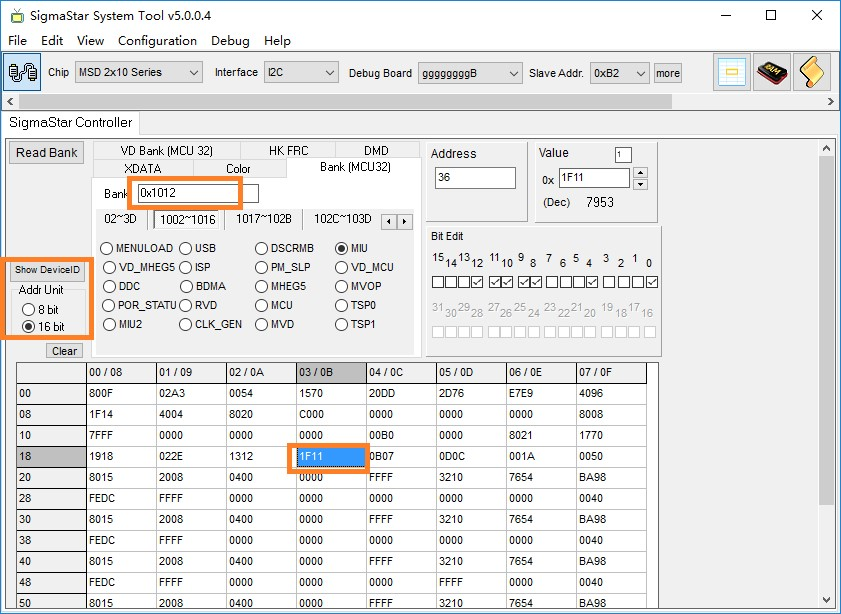 SigmaStar System Tool v5.0.0.4
File Edit View Configuration Debug Help
Chip MSD 2x10 Series Interface I2C Debug Board ggggggggB Slave Addr. 0xB2 more
SigmaStar Controller
Read Bank
VD Bank (MCU 32) HK FRC DMD
XDATA Color Bank (MCU32)
Bank 0x1012
02~3D 1002~1016 1017~102B 102C~103D
MENULOAD USB DSCRMB MIU
VD_MHEG5 ISP PM_SLP VD_MCU
DDC BDMA MHEG5 MVOP
POR_STATU RVD MCU TSP0
MIU2 CLK_GEN MVD TSP1
Show DeviceID
Addr Unit
8 bit
16 bit
Clear
Address
36
Value 1
0x 1F11
(Dec) 7953
Bit Edit
15 14 13 12 11 10 9 8 7 6 5 4 3 2 1 0
31 30 29 28 27 26 25 24 23 22 21 20 19 18 17 16
00 / 08 01 / 09 02 / 0A 03 / 0B 04 / 0C 05 / 0D 06 / 0E 07 / 0F
00 800F 02A3 0054 1570 20DD 2D76 E7E9 4096
08 1F14 4004 8020 C000 0000 0000 0000 8008
10 7FFF 0000 0000 0000 00B0 0000 8021 1770
18 1918 022E 1312 1F11 0B07 0D0C 001A 0050
20 8015 2008 0400 0000 FFFF 3210 7654 BA98
28 FEDC FFFF 0000 0000 0000 0000 0000 0040
30 8015 2008 0400 0000 FFFF 3210 7654 BA98
38 FEDC FFFF 0000 0000 0000 0000 0000 0040
40 8015 2008 0400 0000 FFFF 3210 7654 BA98
48 FEDC FFFF 0000 0000 0000 FFFF 0000 0040
50 8015 2008 0400 0000 FFFF 3210 7654 BA98